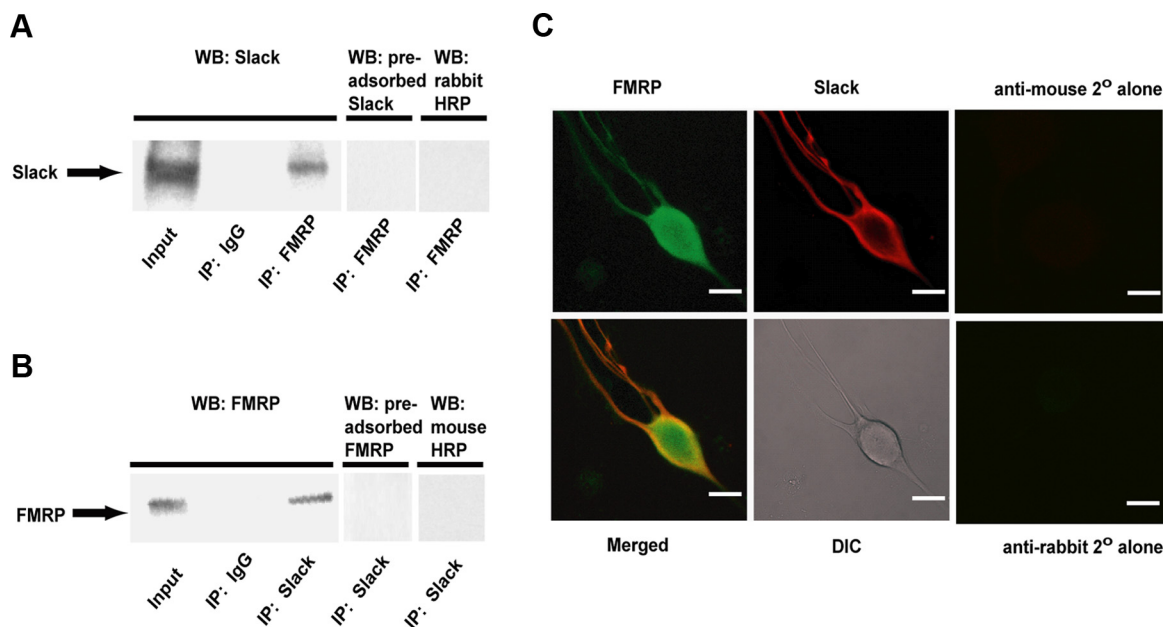 A
WB: Slack
WB: pre-
adsorbed
Slack
WB:
rabbit
HRP
Slack
Input
IP: IgG
IP: FMRP
IP: FMRP
IP: FMRP
B
WB: FMRP
WB: pre-
adsorbed
FMRP
WB:
mouse
HRP
FMRP
Input
IP: IgG
IP: Slack
IP: Slack
IP: Slack
C
FMRP
Slack
anti-mouse 2º alone
Merged
DIC
anti-rabbit 2º alone